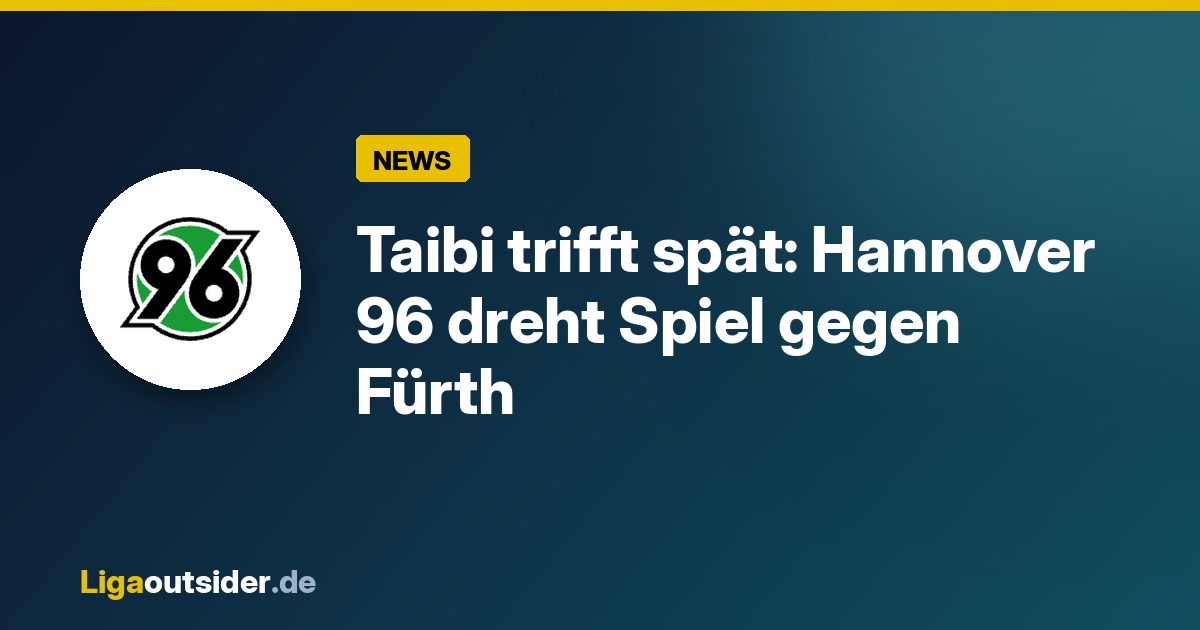 NEWS
96
Taibi trifft spät: Hannover
96 dreht Spiel gegen
Fürth
Ligaoutsider.de